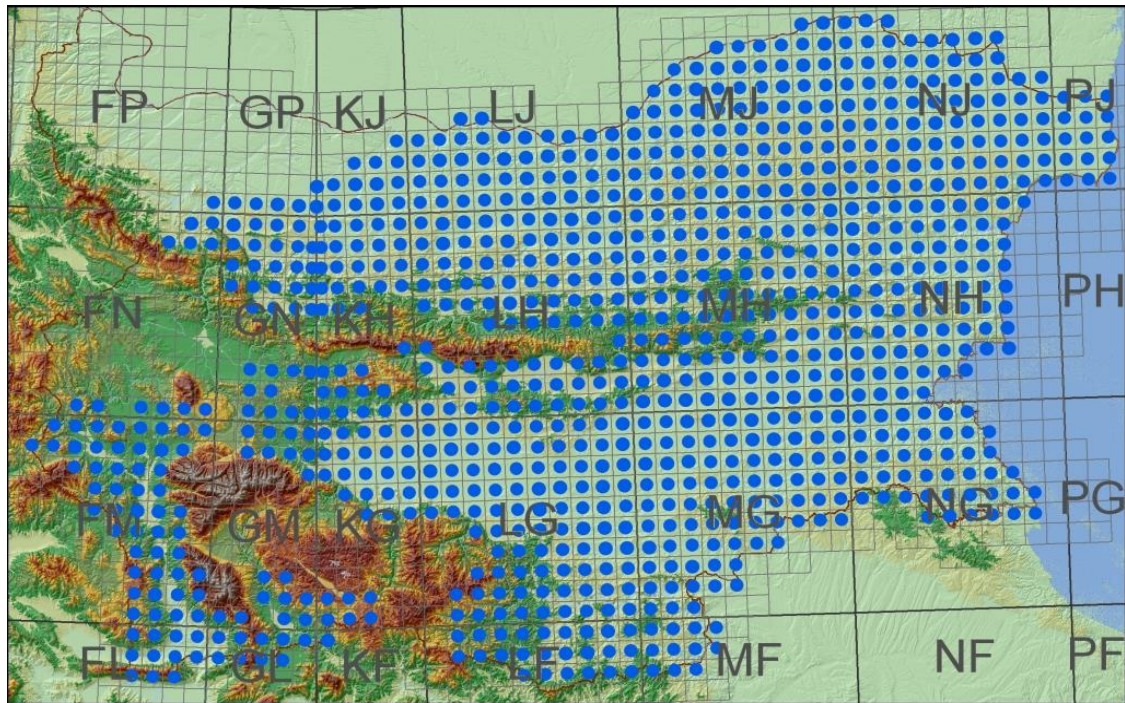 FP GP KJ LJ MJ NJ PJ
FN GN KH LH MH NH PH
FM GM KG LG MG NG PG
FL GL KF LF MF NF PF